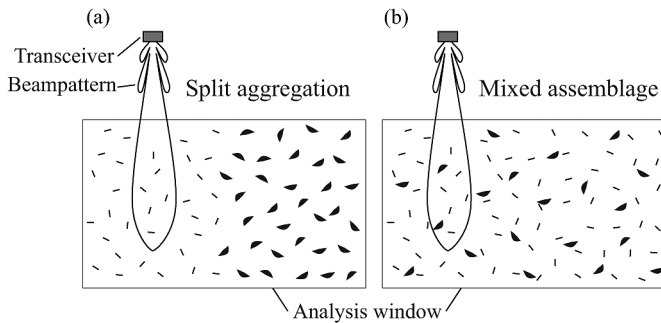 (a)
(b)
Transceiver
Beampattern
Split aggregation
Mixed assemblage
Analysis window